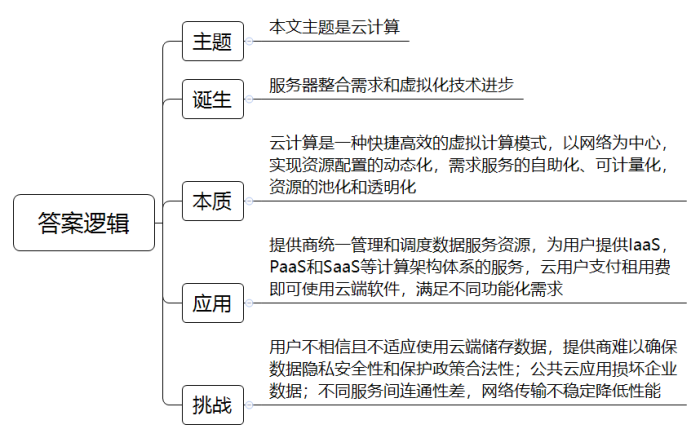 答案逻辑
主题
本文主题是云计算
诞生
服务器整合需求和虚拟化技术进步
本质
云计算是一种快捷高效的虚拟计算模式，以网络为中心，
实现资源配置的动态化，需求服务的自助化、可计量化，
资源的池化和透明化
应用
提供商统一管理和调度数据服务资源，为用户提供IaaS，
PaaS和SaaS等计算架构体系的服务，云用户支付租用费
即可使用云端软件，满足不同功能化需求
挑战
用户不相信且不适应使用云端储存数据，提供商难以确保
数据隐私安全性和保护政策合法性；公共云应用损坏企业
数据；不同服务间连通性差，网络传输不稳定降低性能